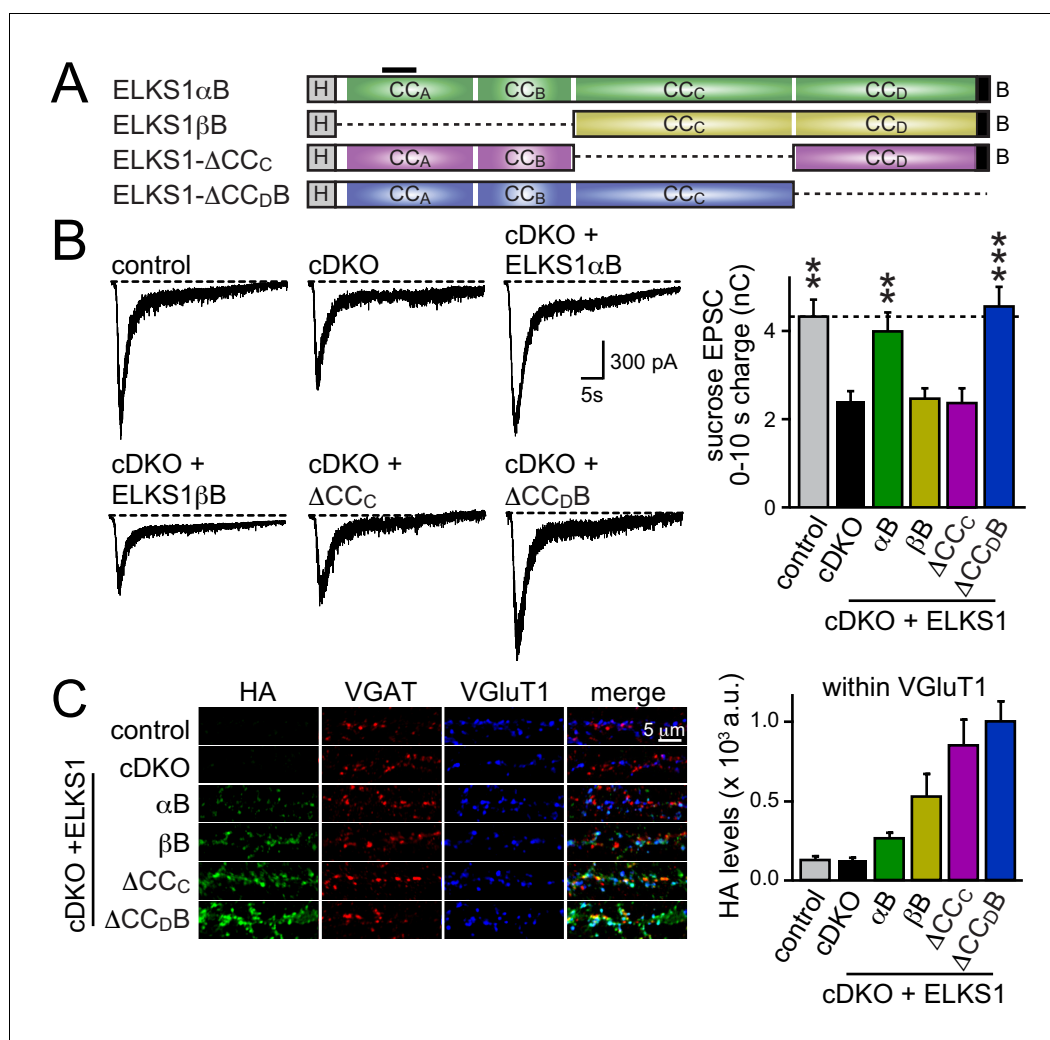 A
ELKS1αB H CCA CCB CCC CCD B
ELKS1βB H CCC CCD B
ELKS1-ΔCCC H CCA CCB CCD B
ELKS1-ΔCCDB H CCA CCB CCC
B
control
cDKO
cDKO +
ELKS1αB
300 pA
5s
cDKO +
ELKS1βB
cDKO +
ΔCCC
cDKO +
ΔCCDB
sucrose EPSC
0-10 s charge (nC)
4
2
0
** ** ***
control cDKO αB βB ΔCCC ΔCCDB
cDKO + ELKS1
C
HA VGAT VGluT1 merge
control
5 μm
cDKO
αB
βB
ΔCCC
ΔCCDB
cDKO +ELKS1
within VGluT1
HA levels (x 10³ a.u.)
1.0
0.5
0.0
control cDKO αB βB ΔCCC ΔCCDB
cDKO + ELKS1